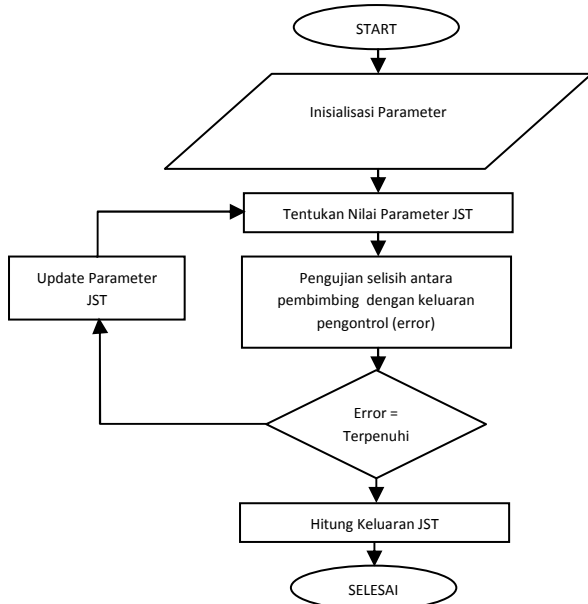 START
Inisialisasi Parameter
Tentukan Nilai Parameter JST
Update Parameter
JST
Pengujian selisih antara
pembimbing dengan keluaran
pengontrol (error)
Error =
Terpenuhi
Hitung Keluaran JST
SELESAI